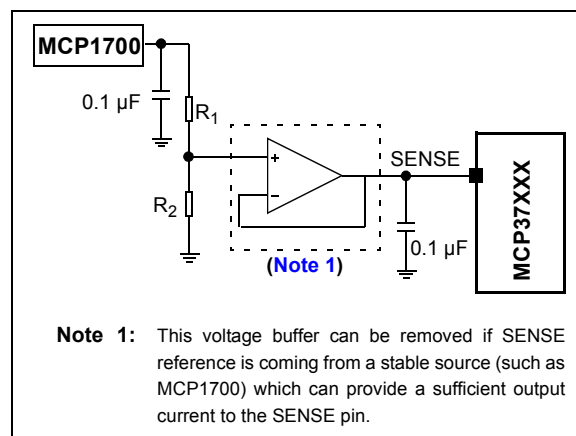 MCP1700
0.1 µF
R1
R2
+
−
SENSE
0.1 µF
MCP37XXX
(Note 1)
Note 1: This voltage buffer can be removed if SENSE
reference is coming from a stable source (such as
MCP1700) which can provide a sufficient output
current to the SENSE pin.